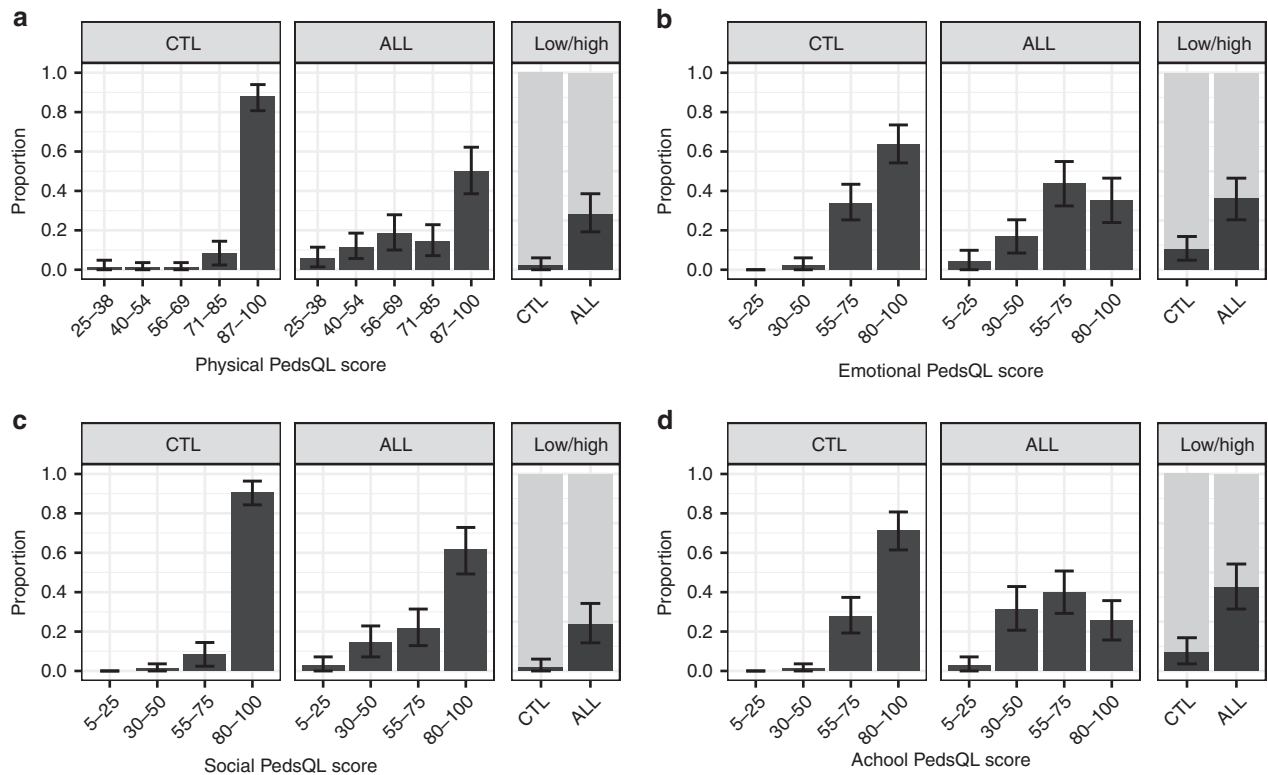 a
CTL ALL Low/high
Proportion
1.0
0.8
0.6
0.4
0.2
0.0
25–38 40–54 56–69 71–85 87–100 25–38 40–54 56–69 71–85 87–100 CTL ALL
Physical PedsQL score
b
CTL ALL Low/high
Proportion
1.0
0.8
0.6
0.4
0.2
0.0
5–25 30–50 55–75 80–100 5–25 30–50 55–75 80–100 CTL ALL
Emotional PedsQL score
c
CTL ALL Low/high
Proportion
1.0
0.8
0.6
0.4
0.2
0.0
5–25 30–50 55–75 80–100 5–25 30–50 55–75 80–100 CTL ALL
Social PedsQL score
d
CTL ALL Low/high
Proportion
1.0
0.8
0.6
0.4
0.2
0.0
5–25 30–50 55–75 80–100 5–25 30–50 55–75 80–100 CTL ALL
Achool PedsQL score